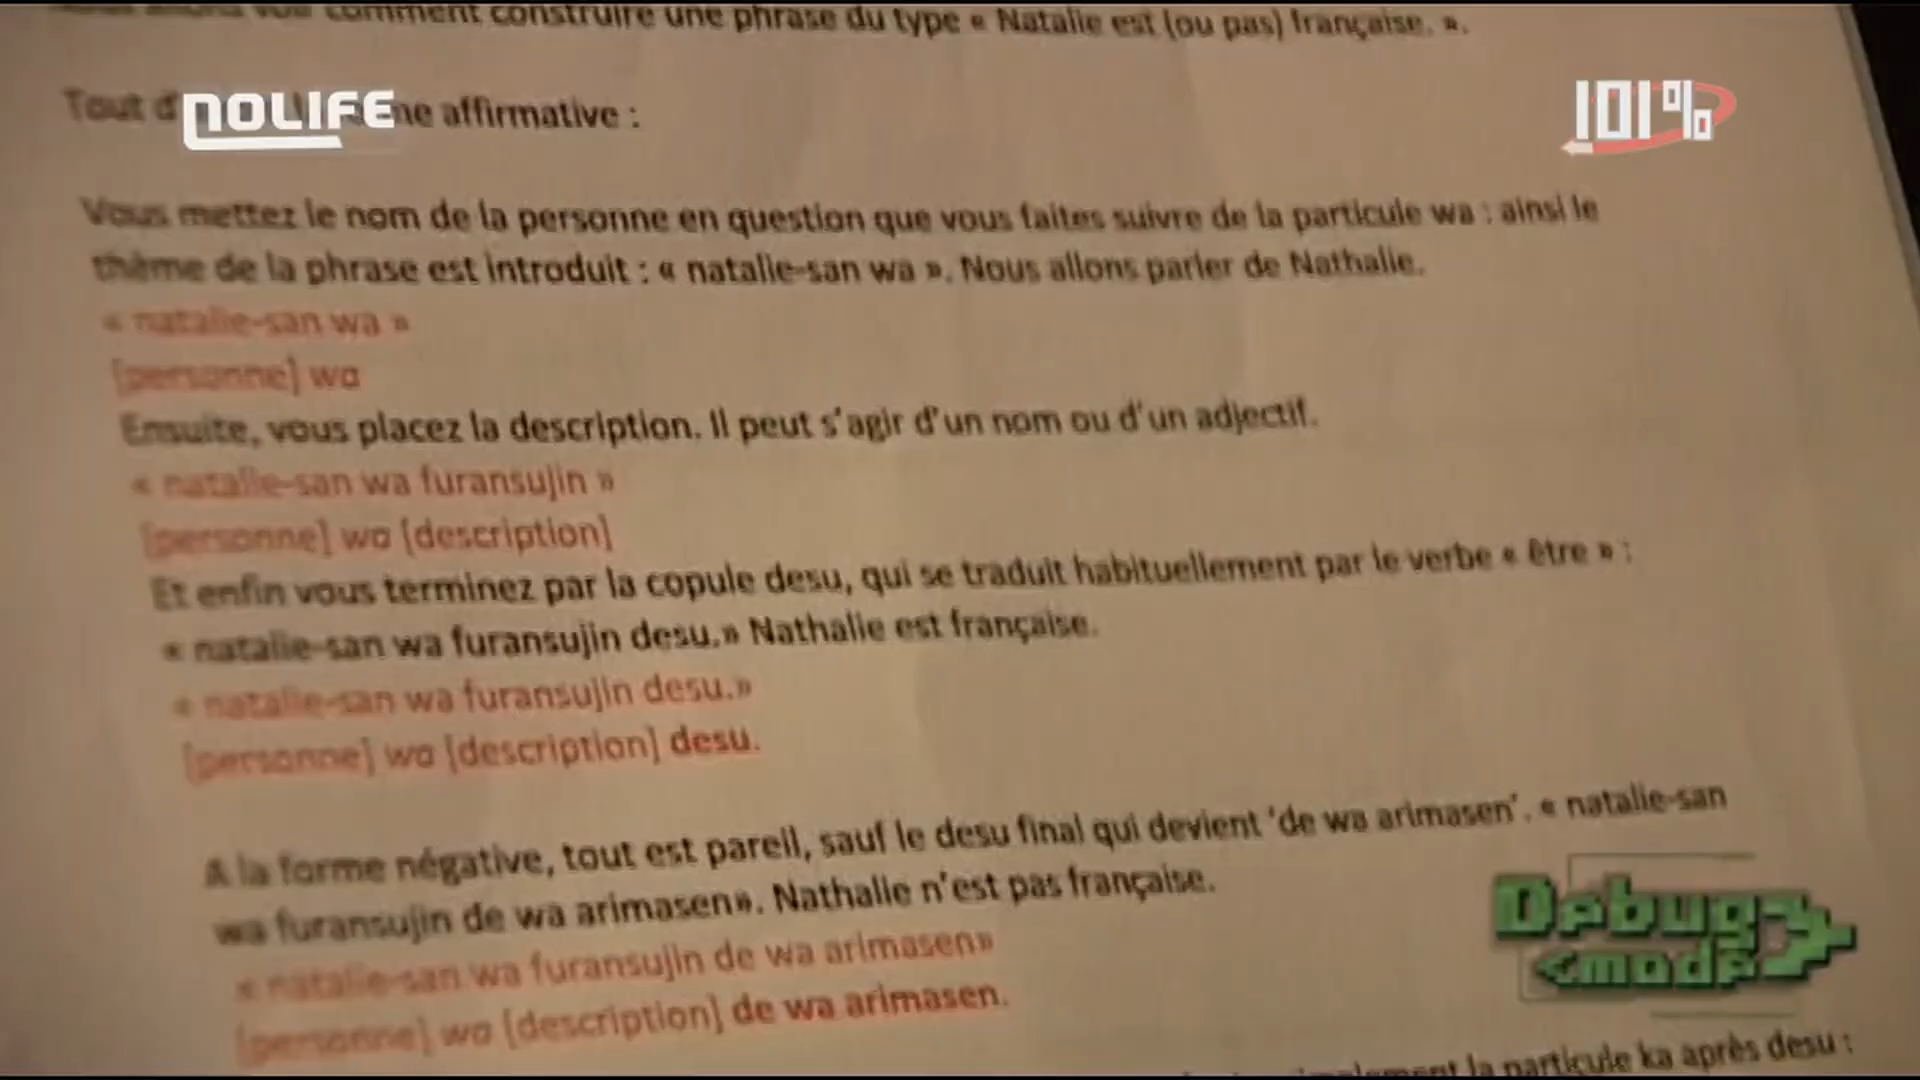 comment construire une phrase du type « Natalie est (ou pas) française. ».
NOLIFE
101%
Tout d' me affirmative :
Vous mettez le nom de la personne en question que vous faites suivre de la particule wa : ainsi le
thème de la phrase est introduit : « natalie-san wa ». Nous allons parler de Nathalie.
« natalie-san wa »
[personne] wa
Ensuite, vous placez la description. Il peut s'agir d'un nom ou d'un adjectif.
« natalie-san wa furansujin »
[personne] wa [description]
Et enfin vous terminez par la copule desu, qui se traduit habituellement par le verbe « être » :
« natalie-san wa furansujin desu.» Nathalie est française.
« natalie-san wa furansujin desu.»
[personne] wa [description] desu.
A la forme négative, tout est pareil, sauf le desu final qui devient 'de wa arimasen'. « natalie-san
wa furansujin de wa arimasen». Nathalie n'est pas française.
« natalie-san wa furansujin de wa arimasen»
[personne] wa [description] de wa arimasen.
Debug
<mode>
la particule ka après desu :